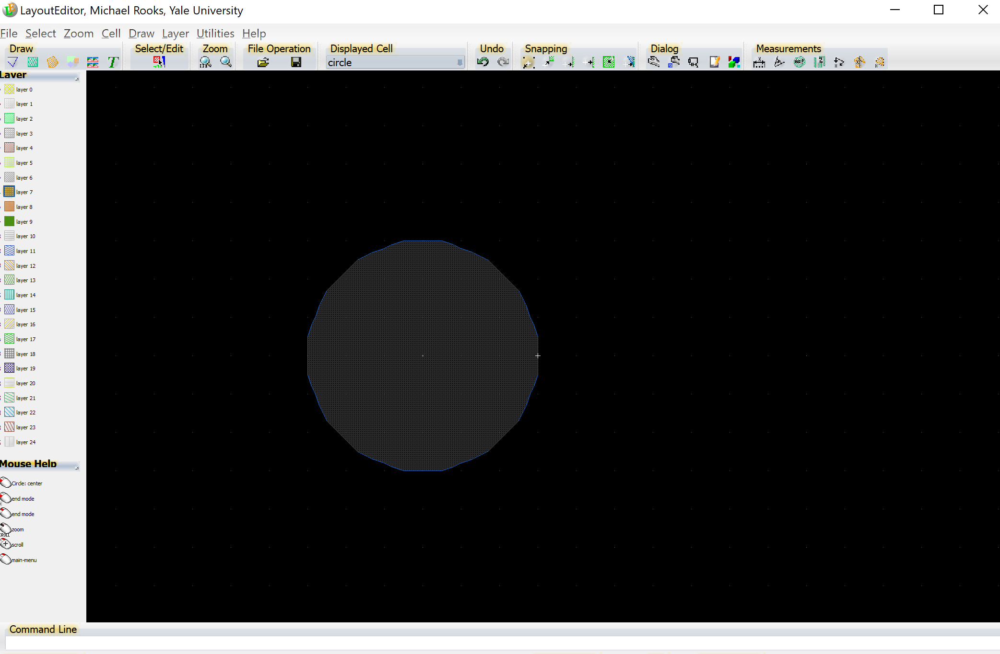 LayoutEditor, Michael Rooks, Yale University
File Select Zoom Cell Draw Layer Utilities Help
Draw Select/Edit Zoom File Operation Displayed Cell Undo Snapping Dialog Measurements
circle
Layer
layer 0
layer 1
layer 2
layer 3
layer 4
layer 5
layer 6
layer 7
layer 8
layer 9
layer 10
layer 11
layer 12
layer 13
layer 14
layer 15
layer 16
layer 17
layer 18
layer 19
layer 20
layer 21
layer 22
layer 23
layer 24
Mouse Help
Circle: center
end mode
end mode
zoom
scroll
main-menu
Command Line